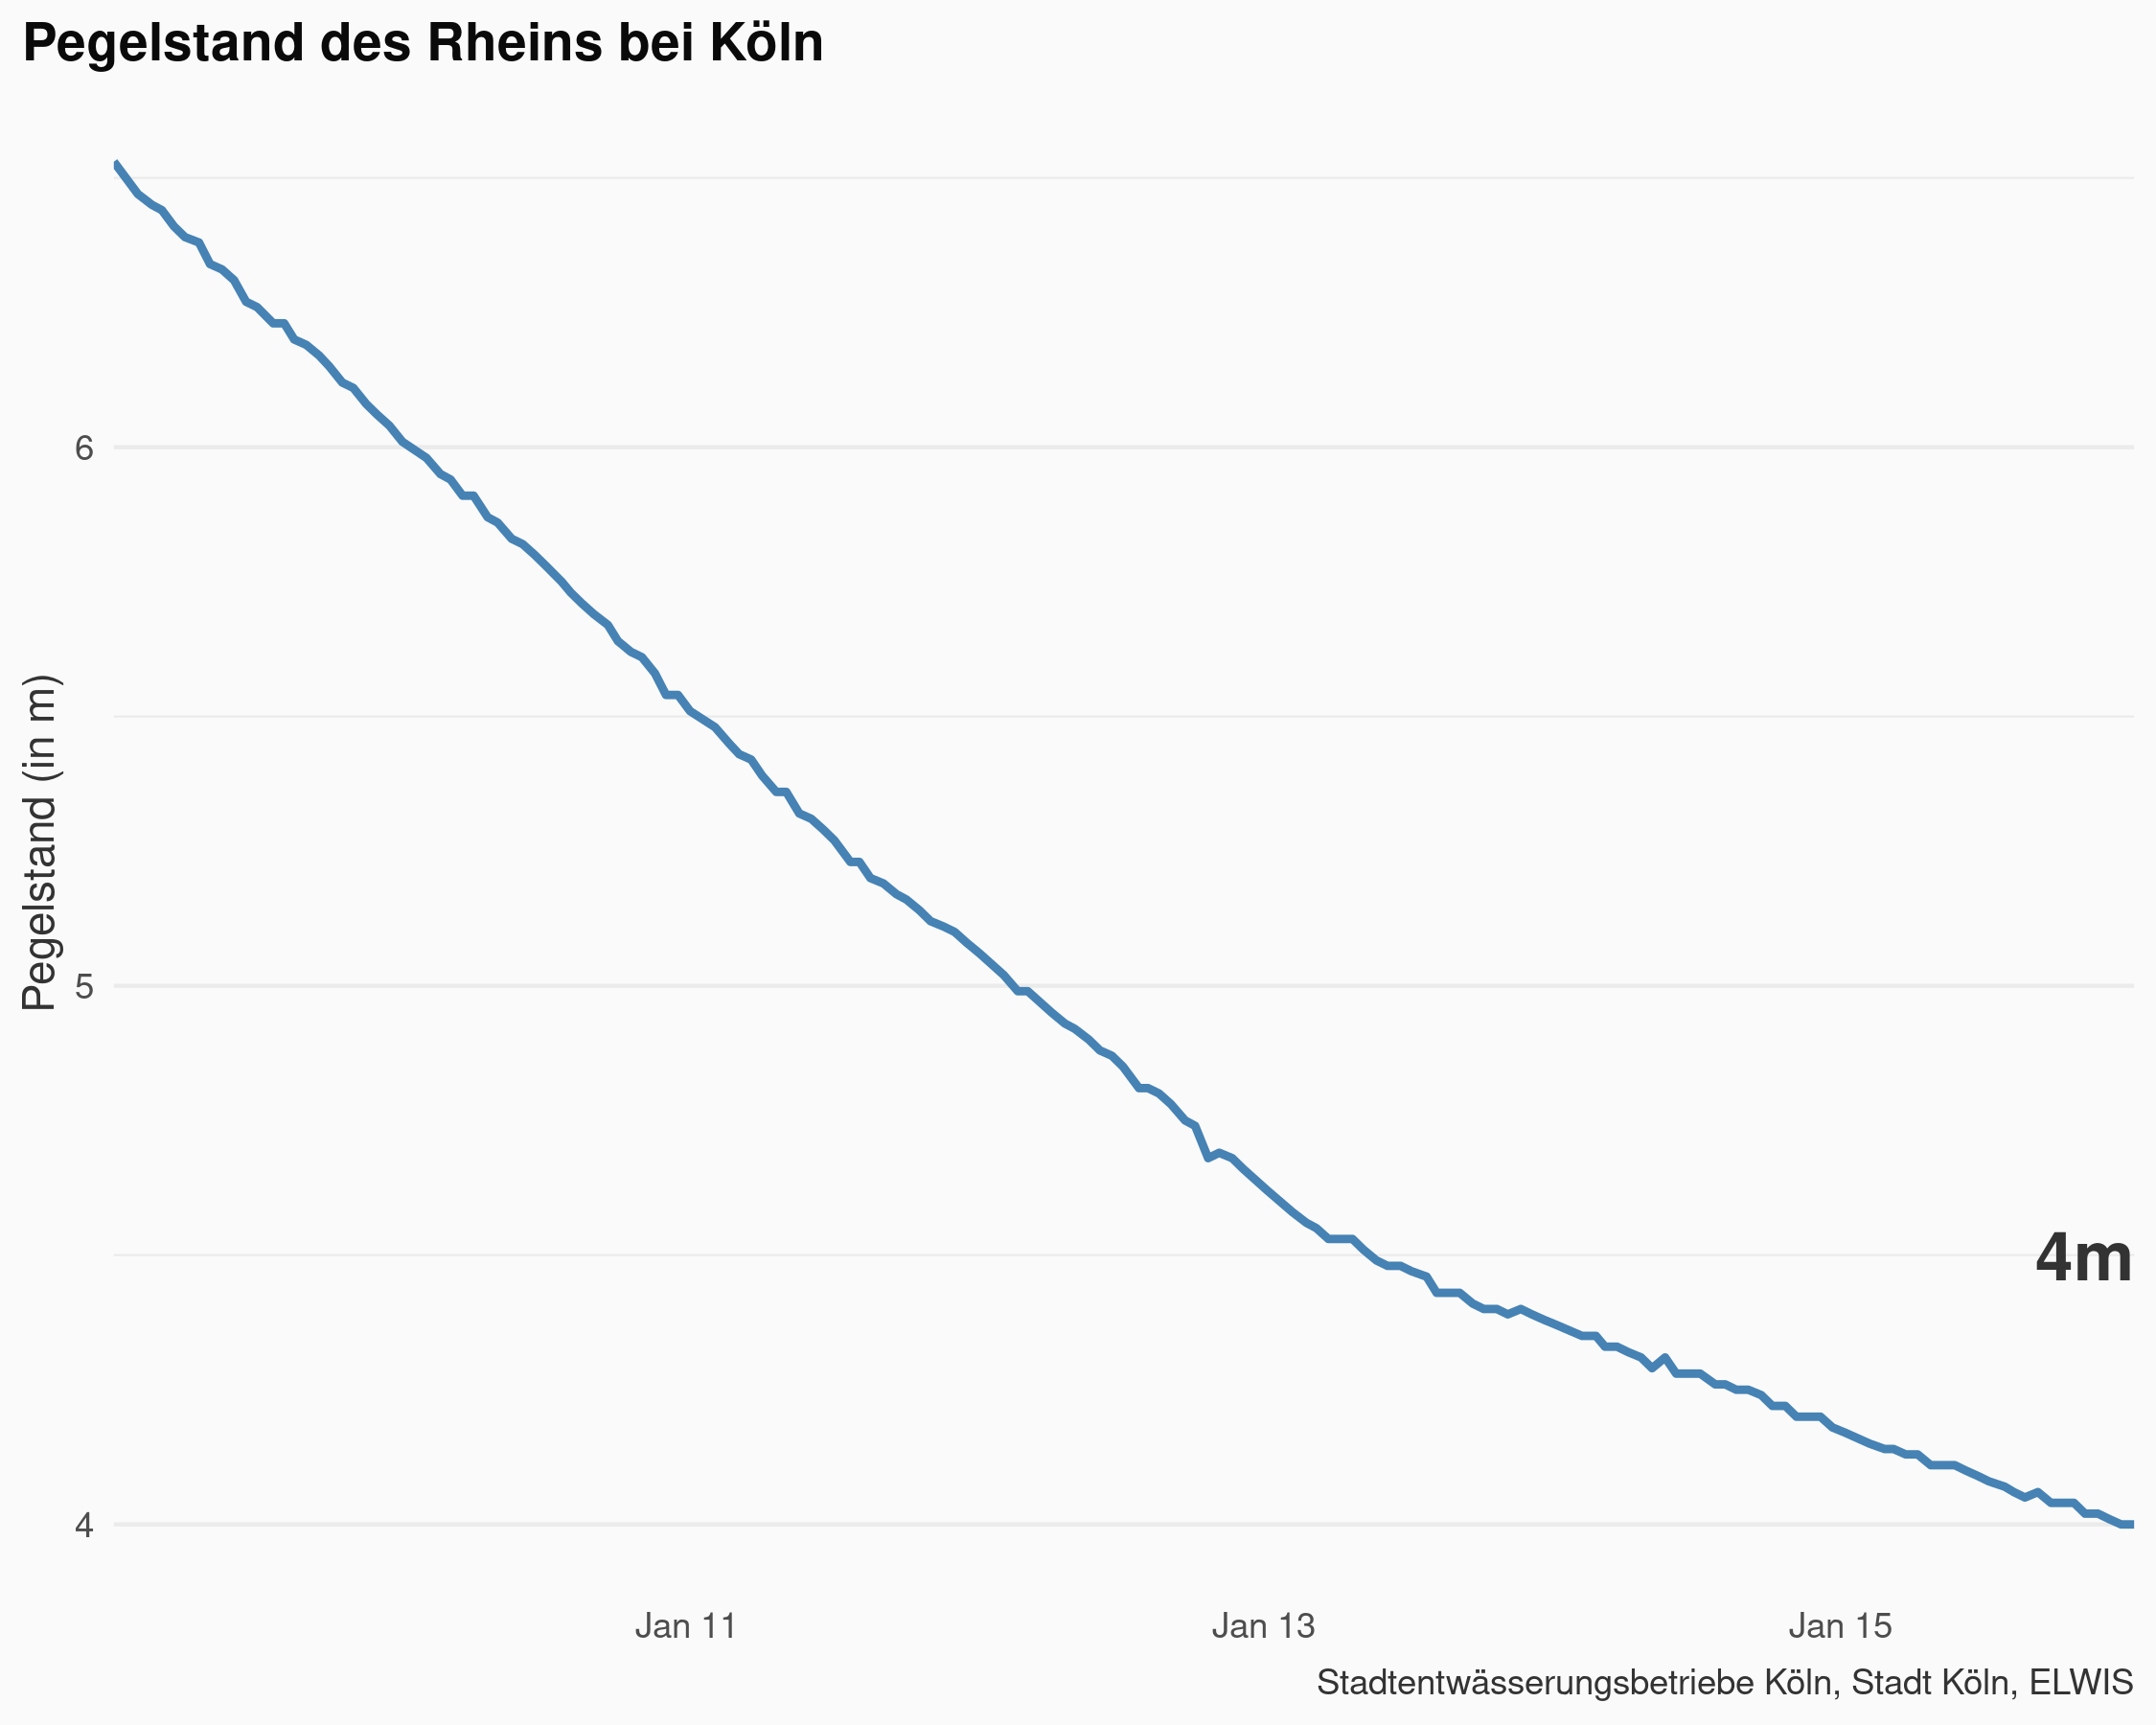 Pegelstand des Rheins bei Köln
Pegelstand (in m)
6
5
4
4m
Jan 11
Jan 13
Jan 15
Stadtentwässerungsbetriebe Köln, Stadt Köln, ELWIS